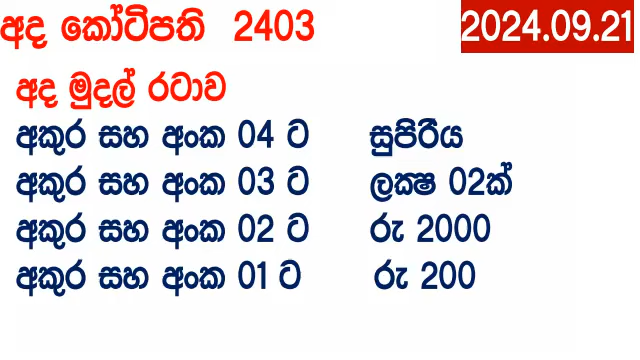 අද කෝටිපති 2403 2024.09.21
අද මුදල් රටාව
අකුර සහ අංක 04 ට සුපිරිය
අකුර සහ අංක 03 ට ලක්ෂ 02ක්
අකුර සහ අංක 02 ට රු 2000
අකුර සහ අංක 01 ට රු 200